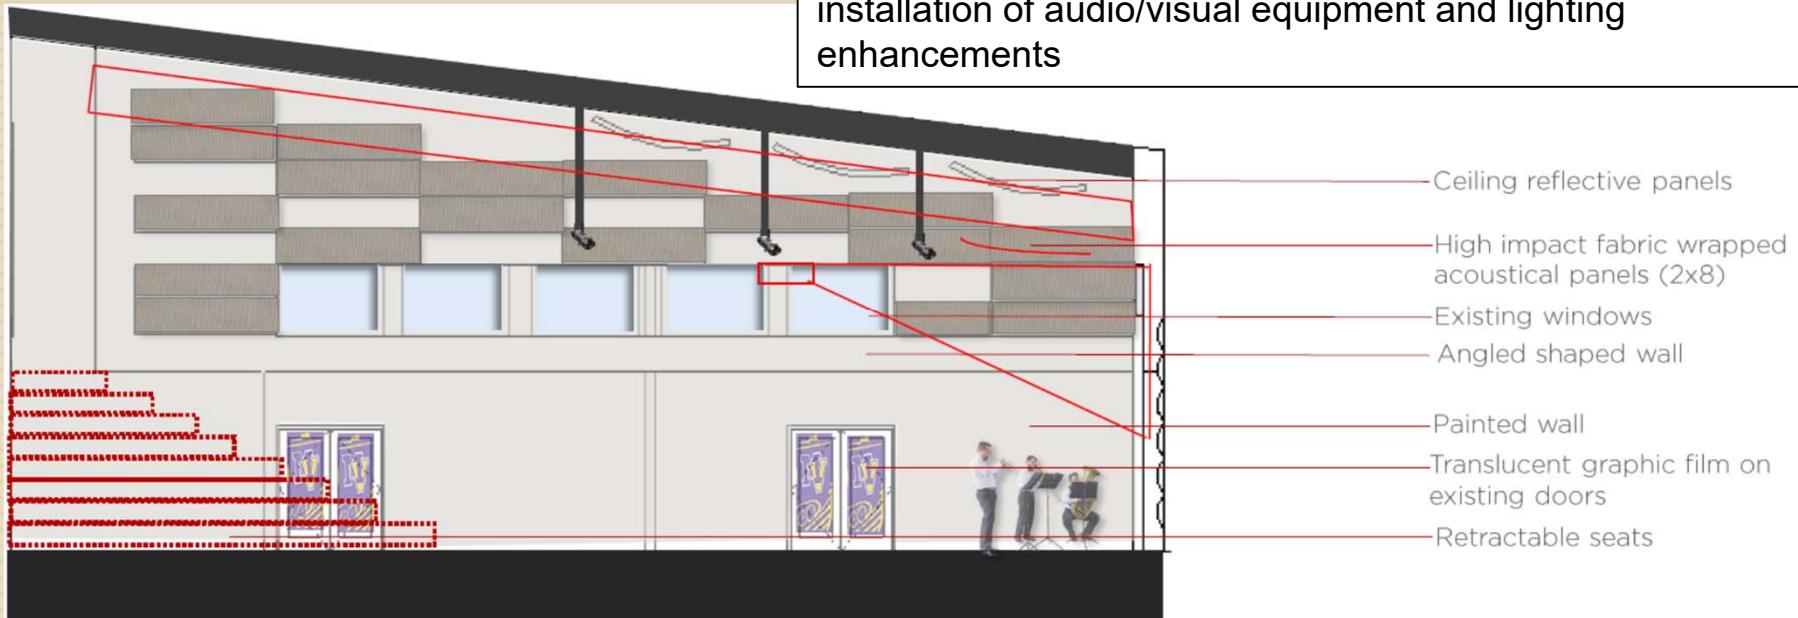 installation of audio/visual equipment and lighting
enhancements
Ceiling reflective panels
High impact fabric wrapped
acoustical panels (2x8)
Existing windows
Angled shaped wall
Painted wall
Translucent graphic film on
existing doors
Retractable seats